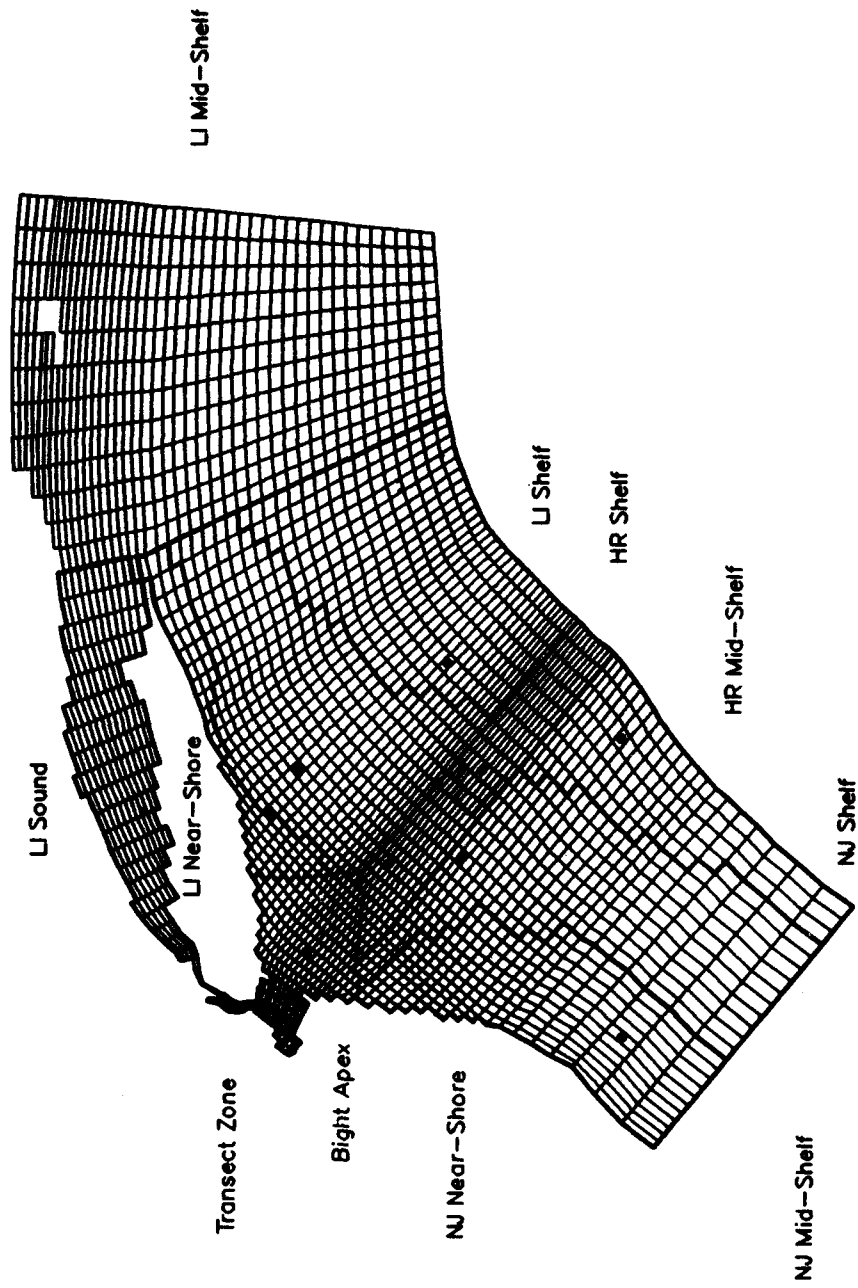 LI Mid-Shelf
LI Sound
LI Near-Shore
Transect Zone
Bight Apex
NJ Near-Shore
LI Shelf
HR Shelf
HR Mid-Shelf
NJ Shelf
NJ Mid-Shelf